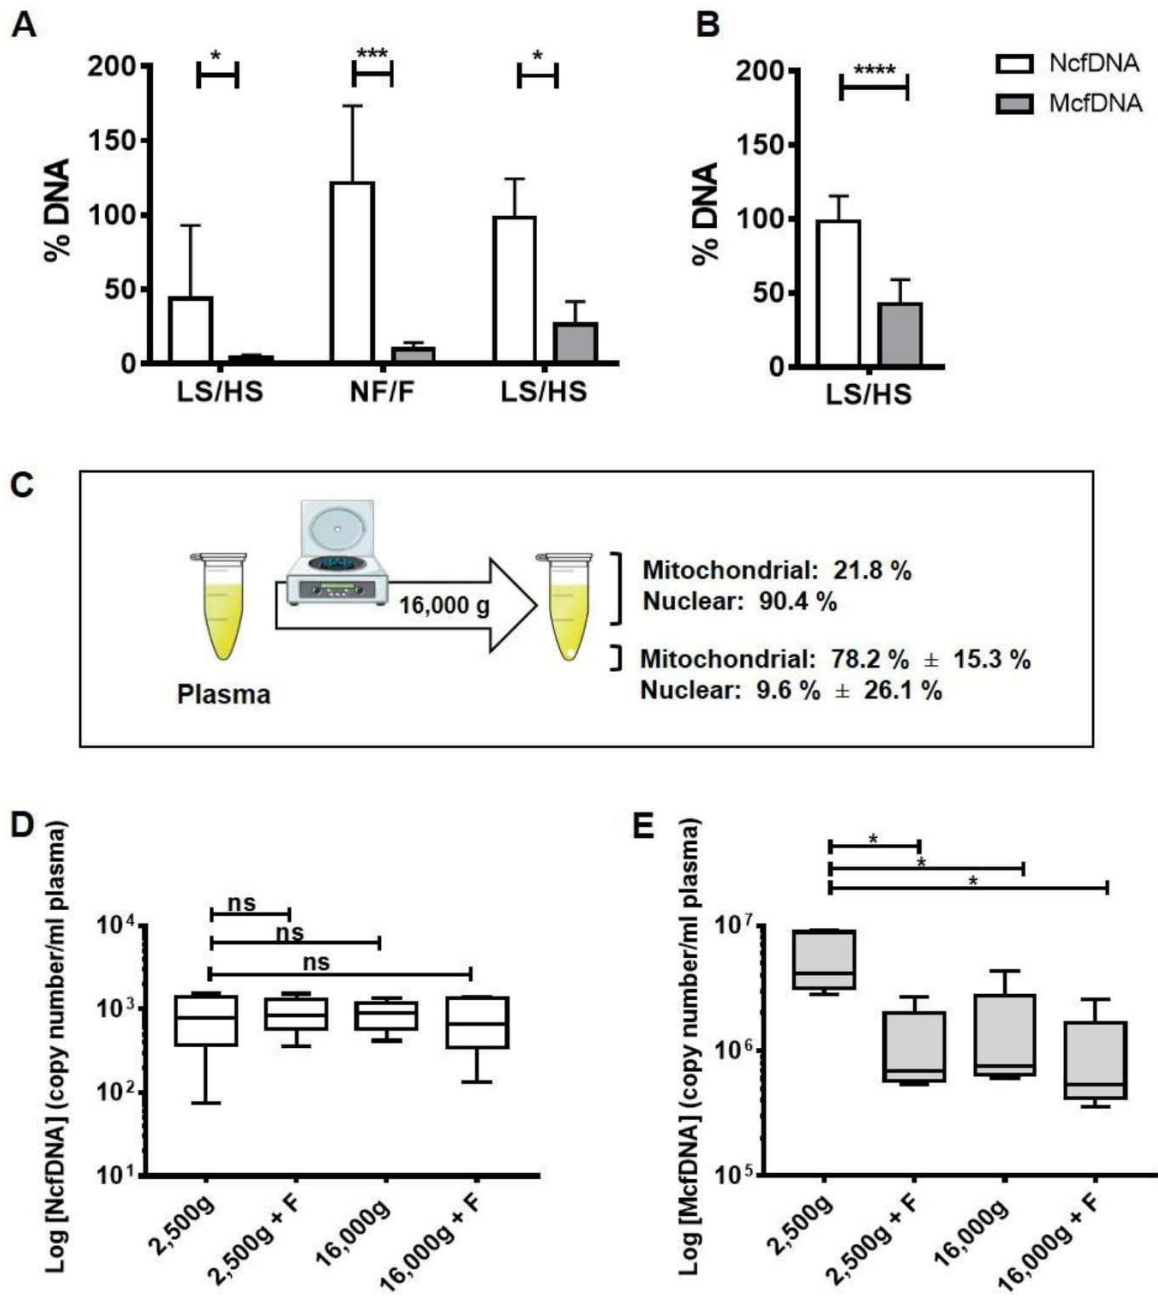 A
B
NcfDNA
McfDNA
% DNA
200
150
100
50
0
*
***
*
LS/HS
NF/F
LS/HS
% DNA
200
150
100
50
0
****
LS/HS
C
Plasma
16,000 g
Mitochondrial: 21.8 %
Nuclear: 90.4 %
Mitochondrial: 78.2 % ± 15.3 %
Nuclear: 9.6 % ± 26.1 %
D
Log [NcfDNA] (copy number/ml plasma)
10⁴
10³
10²
10¹
ns
ns
ns
2,500g
2,500g + F
16,000g
16,000g + F
E
Log [McfDNA] (copy number/ml plasma)
10⁷
10⁶
10⁵
*
*
*
2,500g
2,500g + F
16,000g
16,000g + F